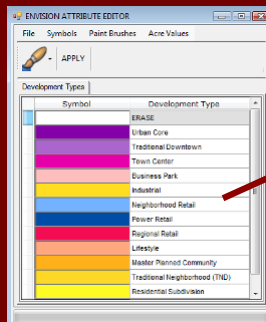 ENVISION ATTRIBUTE EDITOR
File Symbols Paint Brushes Acre Values
APPLY
Development Types
Symbol Development Type
ERASE
Urban Core
Traditional Downtown
Town Center
Business Park
Industrial
Neighborhood Retail
Power Retail
Regional Retail
Lifestyle
Master Planned Community
Traditional Neighborhood (TND)
Residential Subdivision